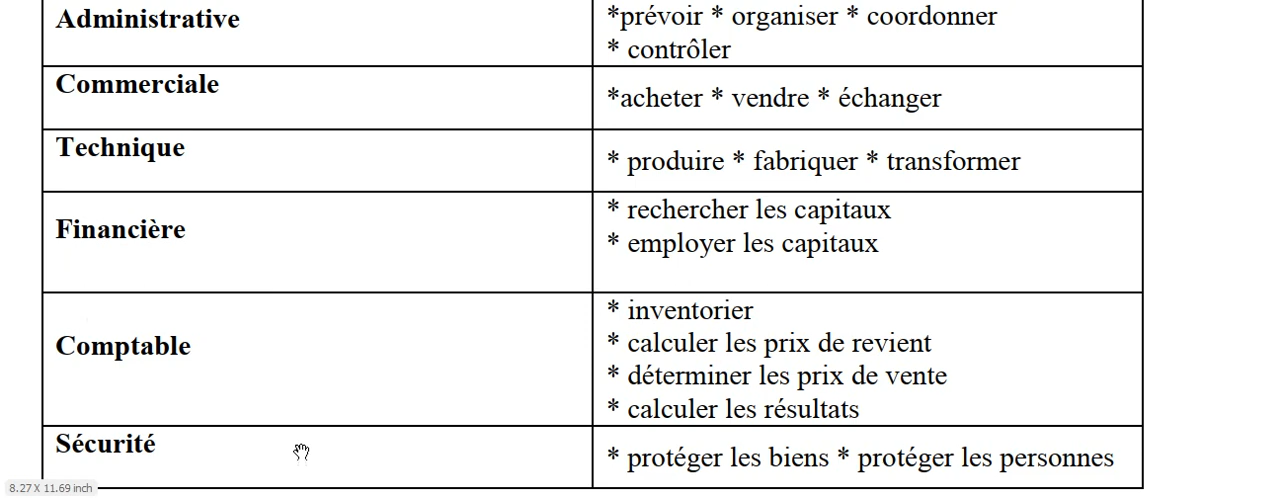 Administrative
*prévoir * organiser * coordonner
* contrôler
Commerciale
*acheter * vendre * échanger
Technique
* produire * fabriquer * transformer
Financière
* rechercher les capitaux
* employer les capitaux
Comptable
* inventorier
* calculer les prix de revient
* déterminer les prix de vente
* calculer les résultats
Sécurité
* protéger les biens * protéger les personnes
8.27 X 11.69 inch